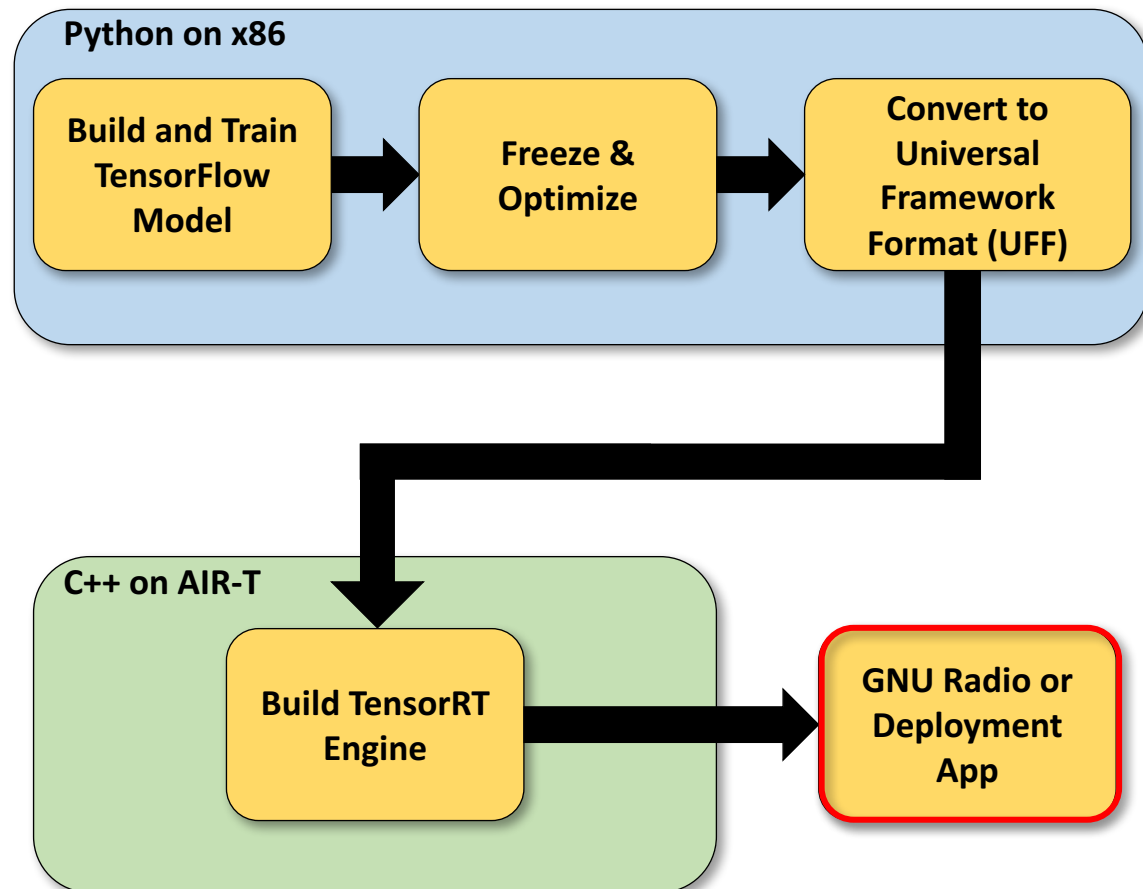 Python on x86
Build and Train
TensorFlow
Model
Freeze &
Optimize
Convert to
Universal
Framework
Format (UFF)
C++ on AIR-T
Build TensorRT
Engine
GNU Radio or
Deployment
App